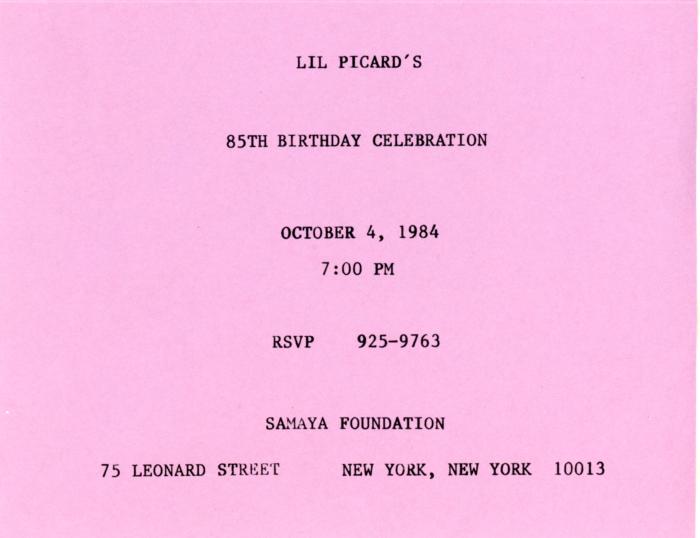 LIL PICARD'S
85TH BIRTHDAY CELEBRATION
OCTOBER 4, 1984
7:00 PM
RSVP 925-9763
SAMAYA FOUNDATION
75 LEONARD STREET NEW YORK, NEW YORK 10013